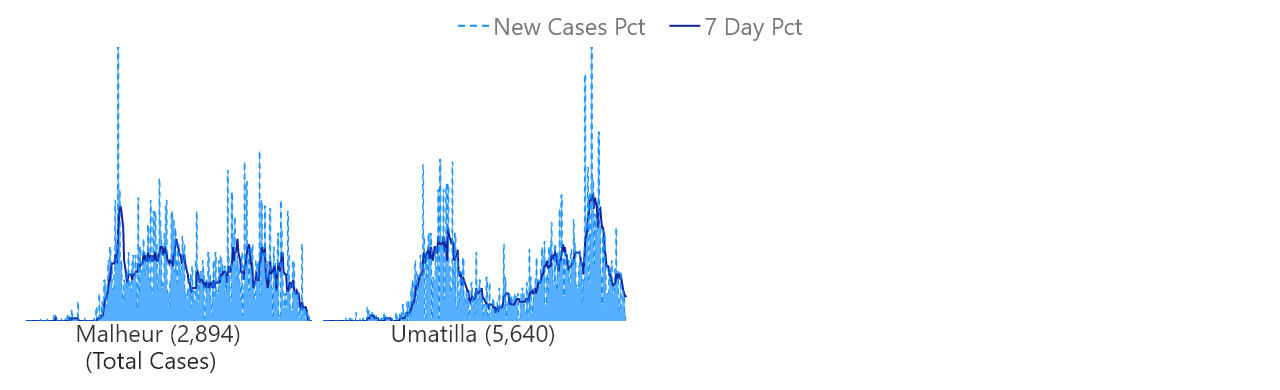 New Cases Pct 7 Day Pct
Malheur (2,894) Umatilla (5,640)
(Total Cases)